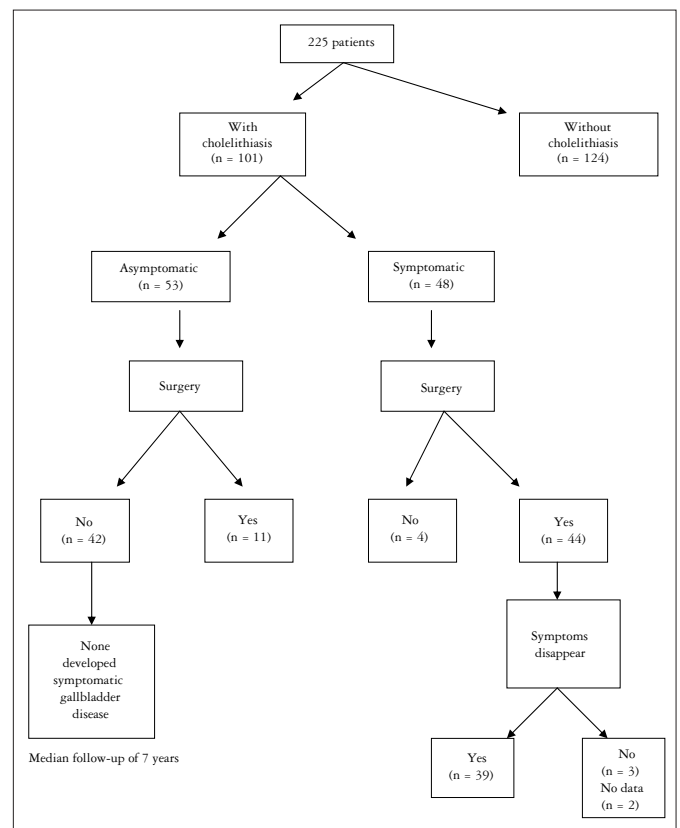 225 patients
With
cholelithiasis
(n = 101)
Without
cholelithiasis
(n = 124)
Asymptomatic
(n = 53)
Symptomatic
(n = 48)
Surgery
Surgery
No
(n = 42)
Yes
(n = 11)
No
(n = 4)
Yes
(n = 44)
None
developed
symptomatic
gallbladder
disease
Symptoms
disappear
Median follow-up of 7 years
Yes
(n = 39)
No
(n = 3)
No data
(n = 2)